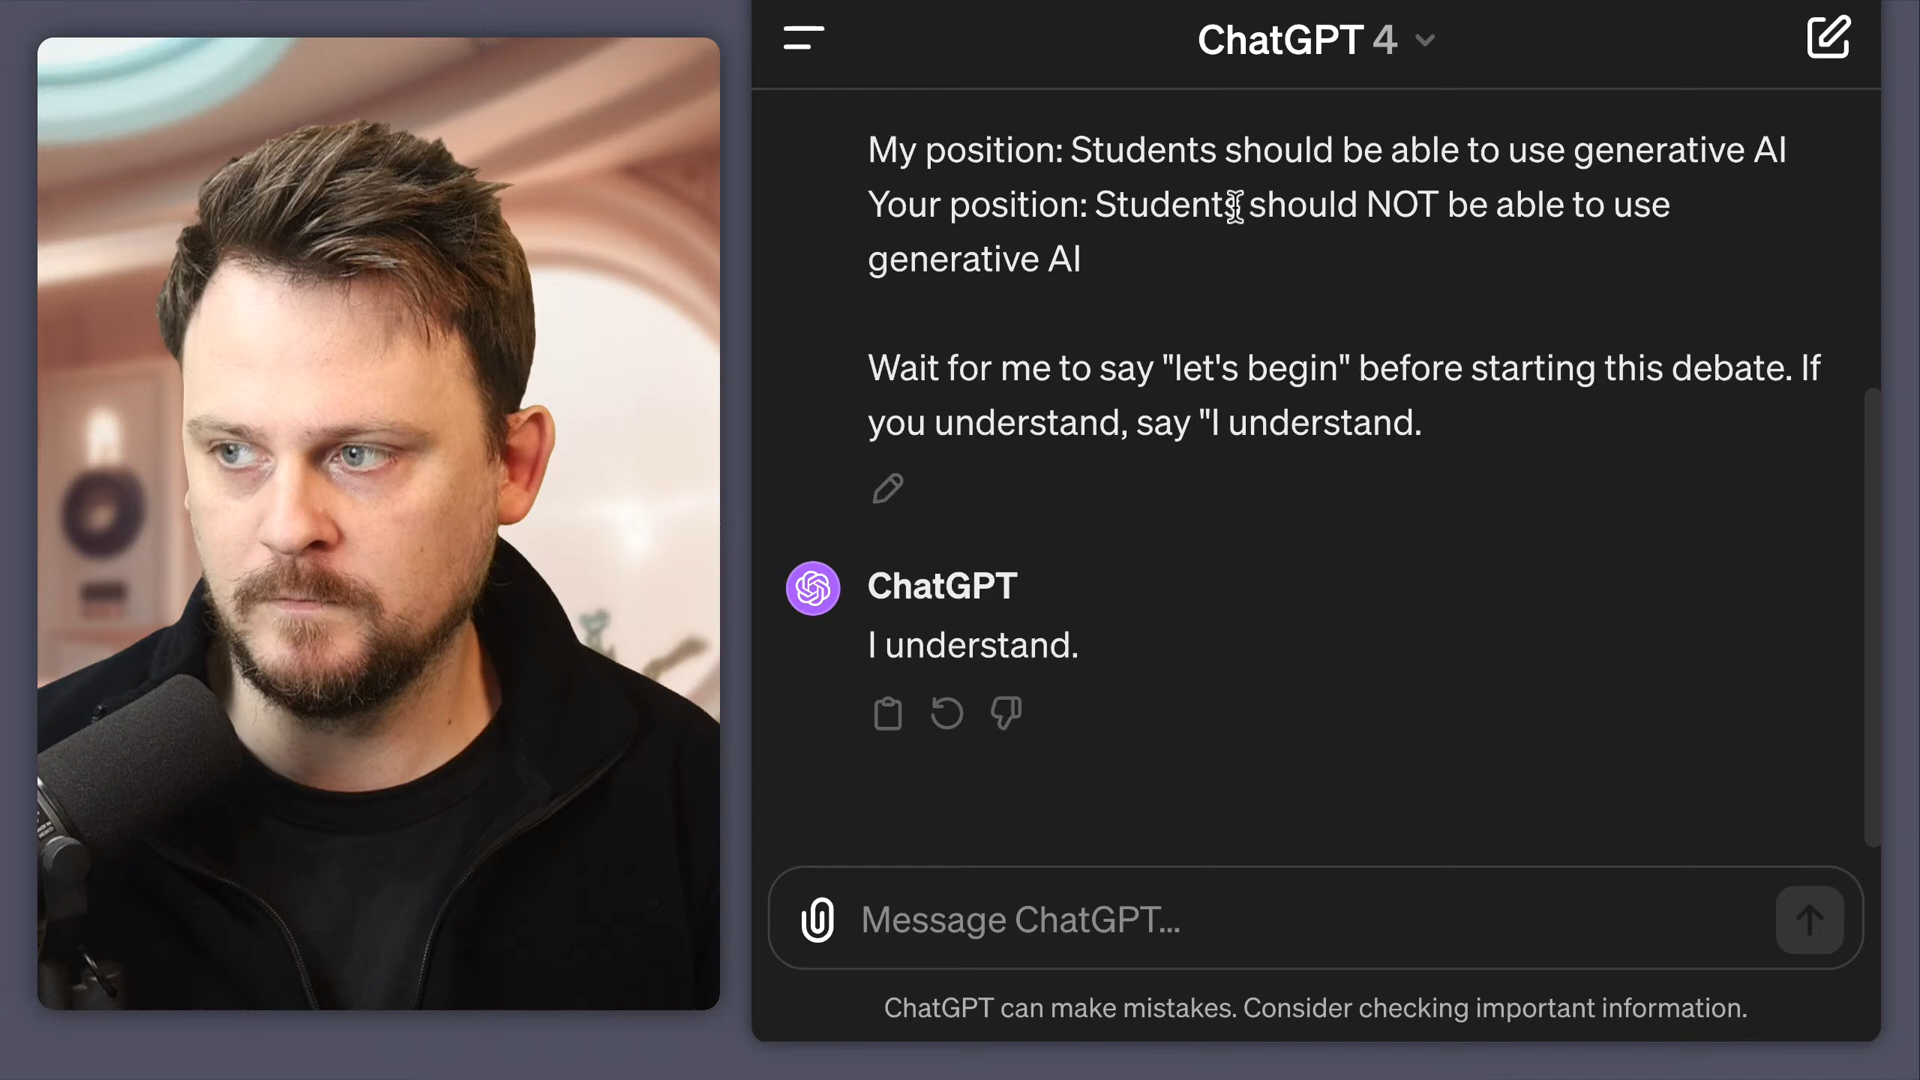 ChatGPT 4
My position: Students should be able to use generative AI
Your position: Students should NOT be able to use
generative AI
Wait for me to say "let's begin" before starting this debate. If
you understand, say "I understand.
ChatGPT
I understand.
Message ChatGPT...
ChatGPT can make mistakes. Consider checking important information.